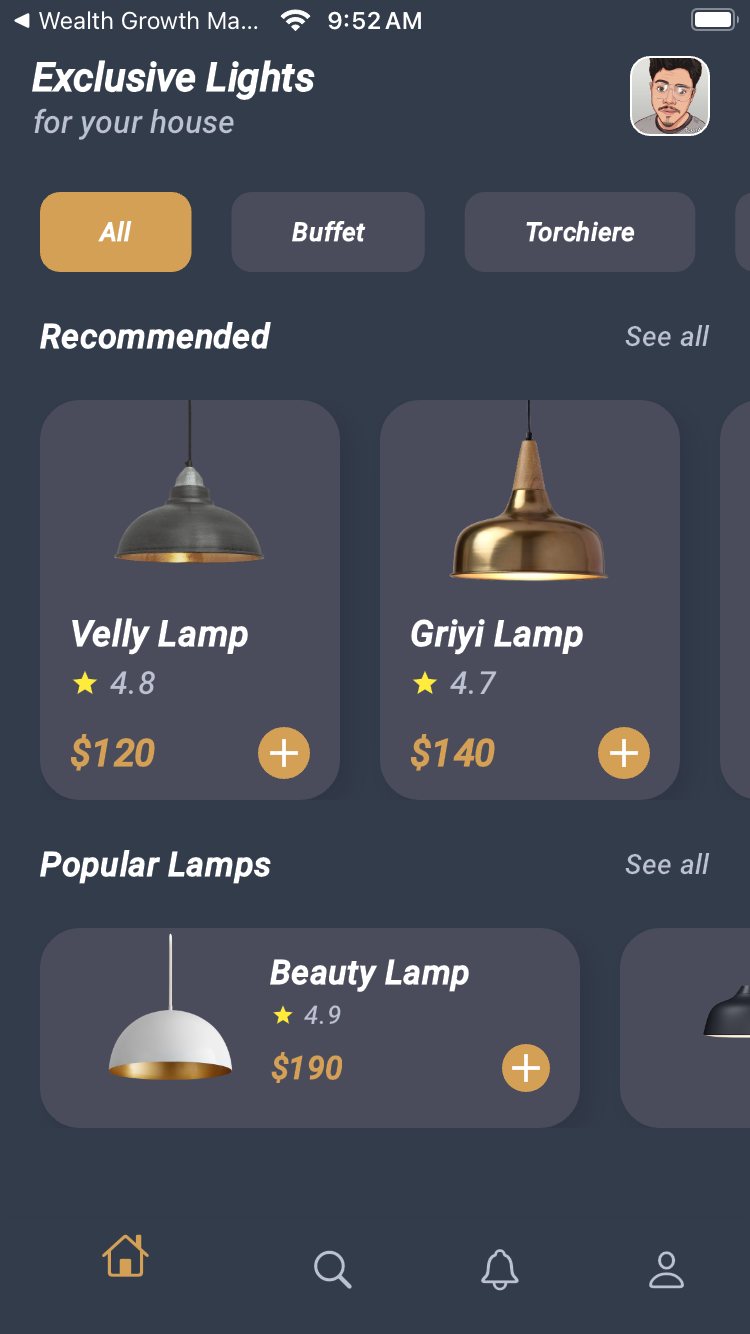 ◀ Wealth Growth Ma... 9:52 AM
Exclusive Lights
for your house
All Buffet Torchiere
Recommended See all
Velly Lamp Griyi Lamp
4.8 4.7
$120 $140
Popular Lamps See all
Beauty Lamp
4.9
$190